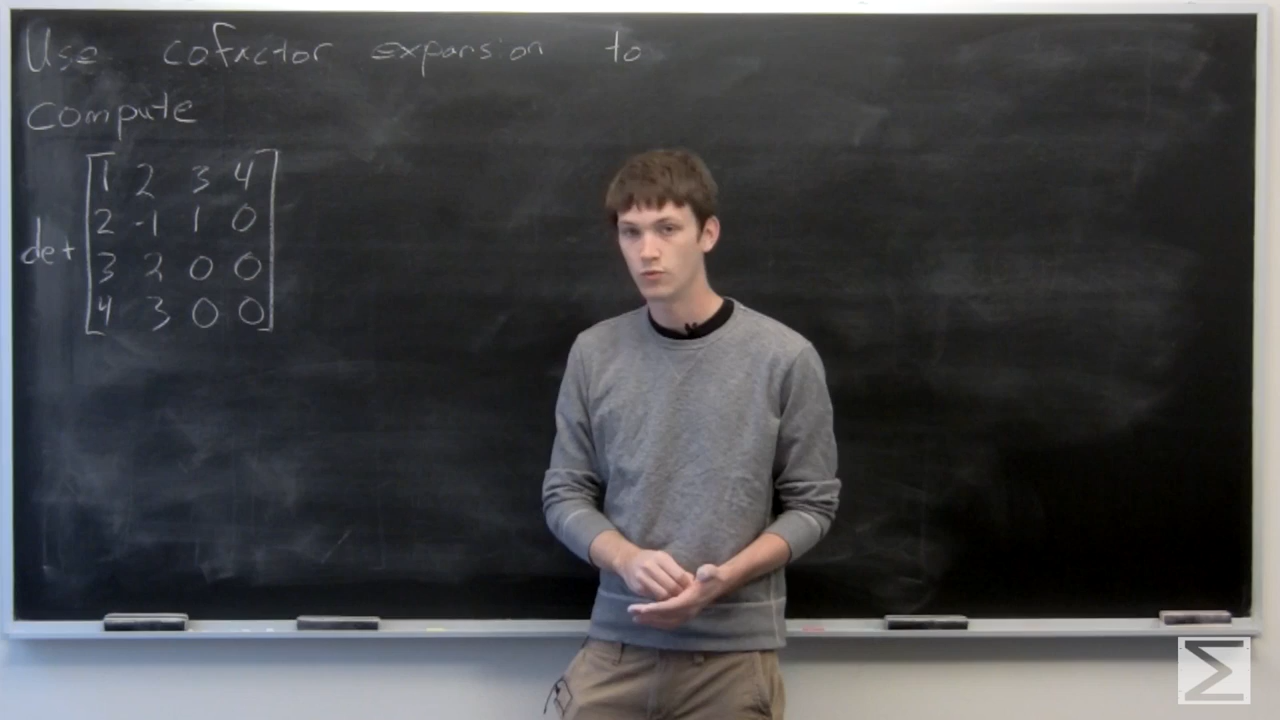 Use cofactor expansion to
compute
det
1 2 3 4
2 -1 1 0
3 2 0 0
4 3 0 0
Σ